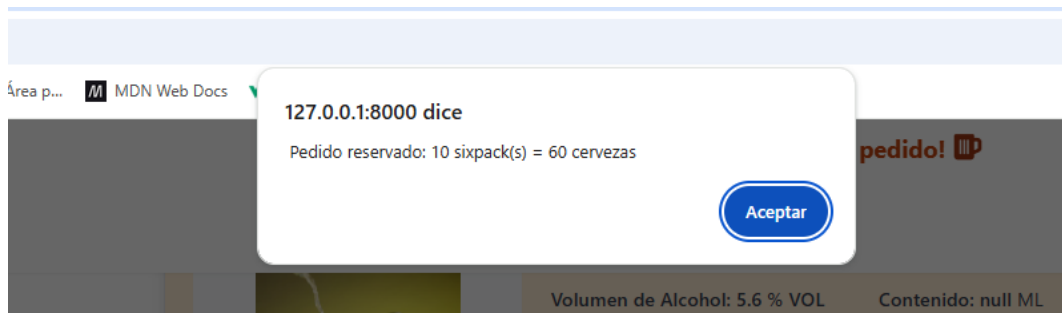 Área p...
MDN Web Docs
127.0.0.1:8000 dice
Pedido reservado: 10 sixpack(s) = 60 cervezas
pedido!
Aceptar
Volumen de Alcohol: 5.6 % VOL
Contenido: null ML